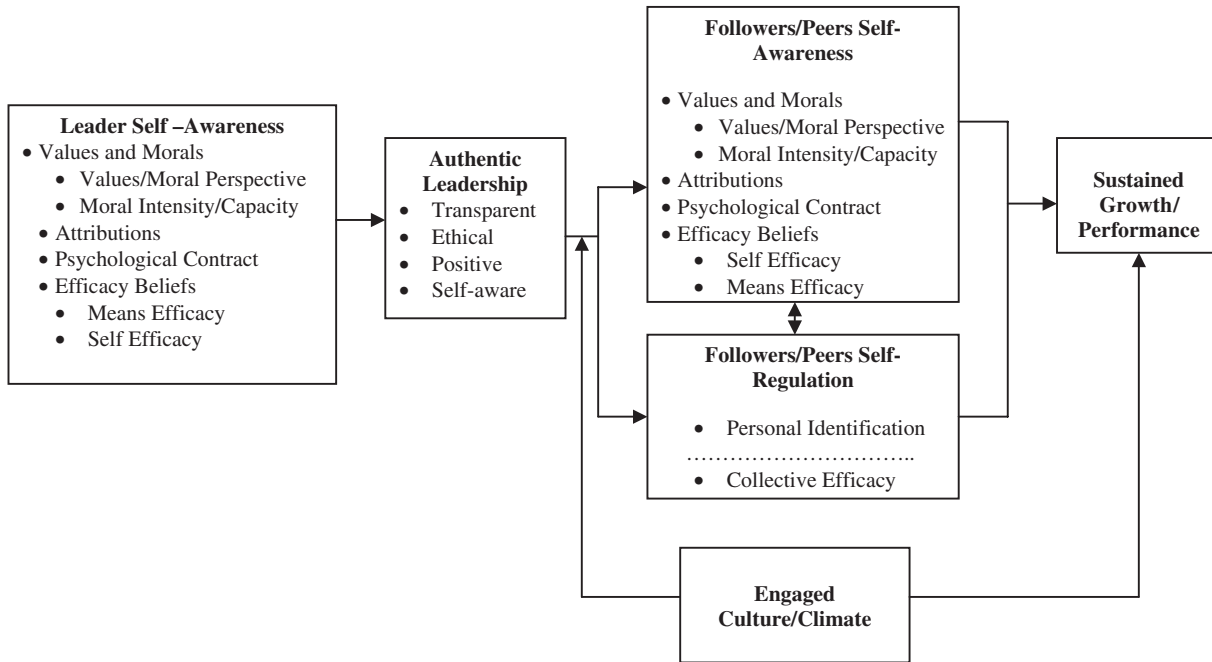 Leader Self –Awareness
• Values and Morals
• Values/Moral Perspective
• Moral Intensity/Capacity
• Attributions
• Psychological Contract
• Efficacy Beliefs
• Means Efficacy
• Self Efficacy
Authentic
Leadership
• Transparent
• Ethical
• Positive
• Self-aware
Followers/Peers Self-
Awareness
• Values and Morals
• Values/Moral Perspective
• Moral Intensity/Capacity
• Attributions
• Psychological Contract
• Efficacy Beliefs
• Self Efficacy
• Means Efficacy
Followers/Peers Self-
Regulation
• Personal Identification
……………………………..
• Collective Efficacy
Sustained
Growth/
Performance
Engaged
Culture/Climate